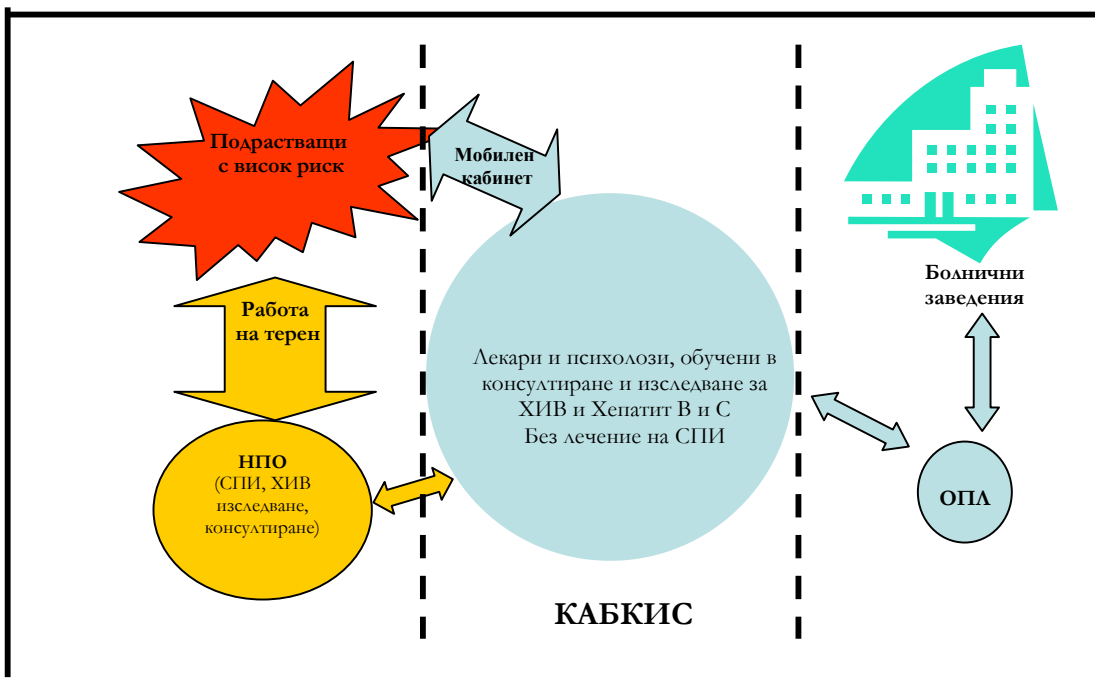 Подрастващи
с висок риск
Мобилен
кабинет
Болнични
заведения
Работа
на терен
Лекари и психолози, обучени в
консултиране и изследване за
ХИВ и Хепатит В и С
Без лечение на СПИ
НПО
(СПИ, ХИВ
изследване,
консултиране)
ОПЛ
КАБКИС